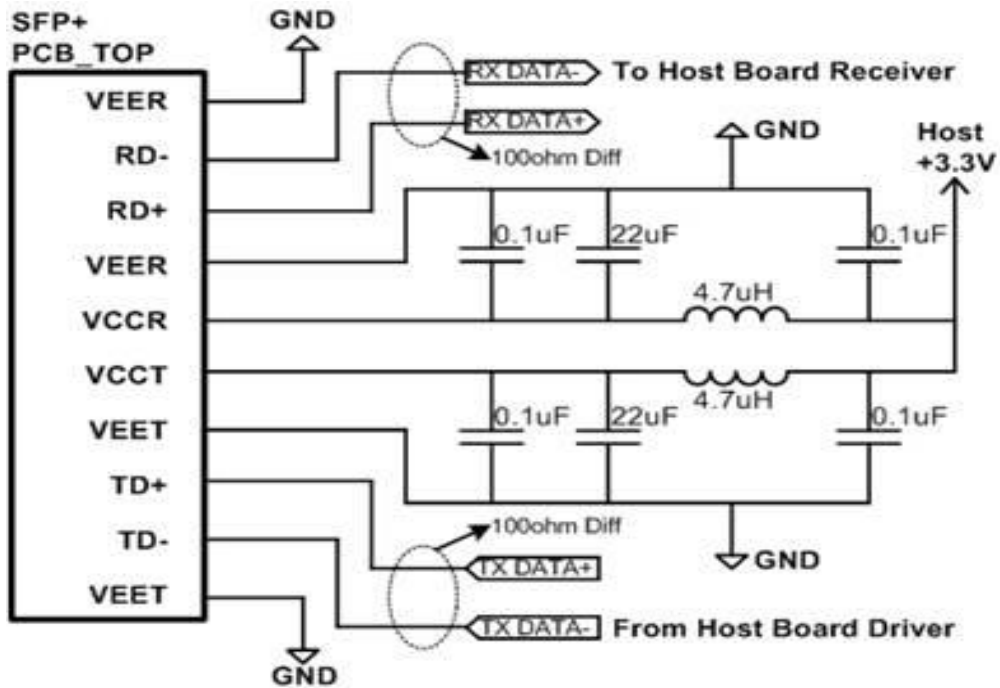 SFP+
PCB_TOP
GND
VEER
RD-
RD+
VEER
VCCR
VCCT
VEET
TD+
TD-
VEET
RX DATA-
To Host Board Receiver
RX DATA+
100ohm Diff
GND
Host
+3.3V
0.1uF
22uF
0.1uF
4.7uH
4.7uH
0.1uF
22uF
0.1uF
100ohm Diff
TX DATA+
GND
TX DATA-
From Host Board Driver
GND